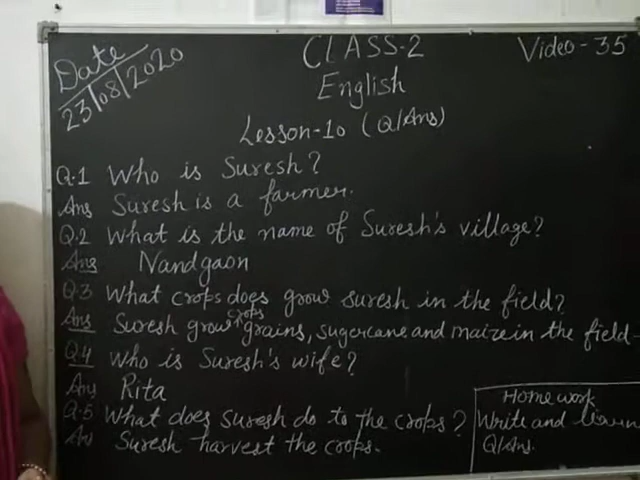 Date
23/08/2020
CLASS-2
Video-35
English
Lesson-10 (Q/Ans)
Q.1 Who is Suresh?
Ans Suresh is a farmer.
Q.2 What is the name of Suresh's village?
Ans Nandgaon
Q3 What crops does grow suresh in the field?
crops
Ans Suresh grow ^ grains, sugercane and maize in the field-
Q.4 Who is Suresh's wife?
Ans Rita
Q.5 What does Suresh do to the crops?
An Suresh harvest the crops.
Home work
Write and learn
Q/Ans.